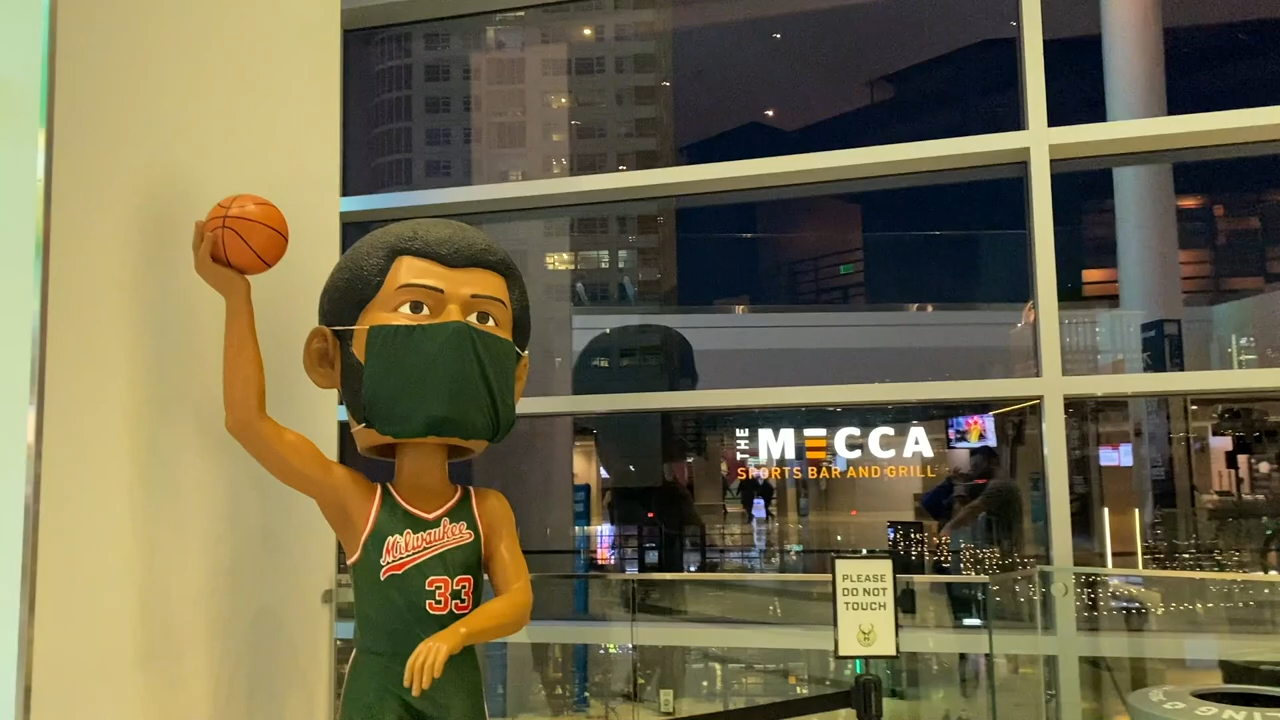 THE MECCA
SPORTS BAR AND GRILL
Milwaukee
33
PLEASE
DO NOT
TOUCH